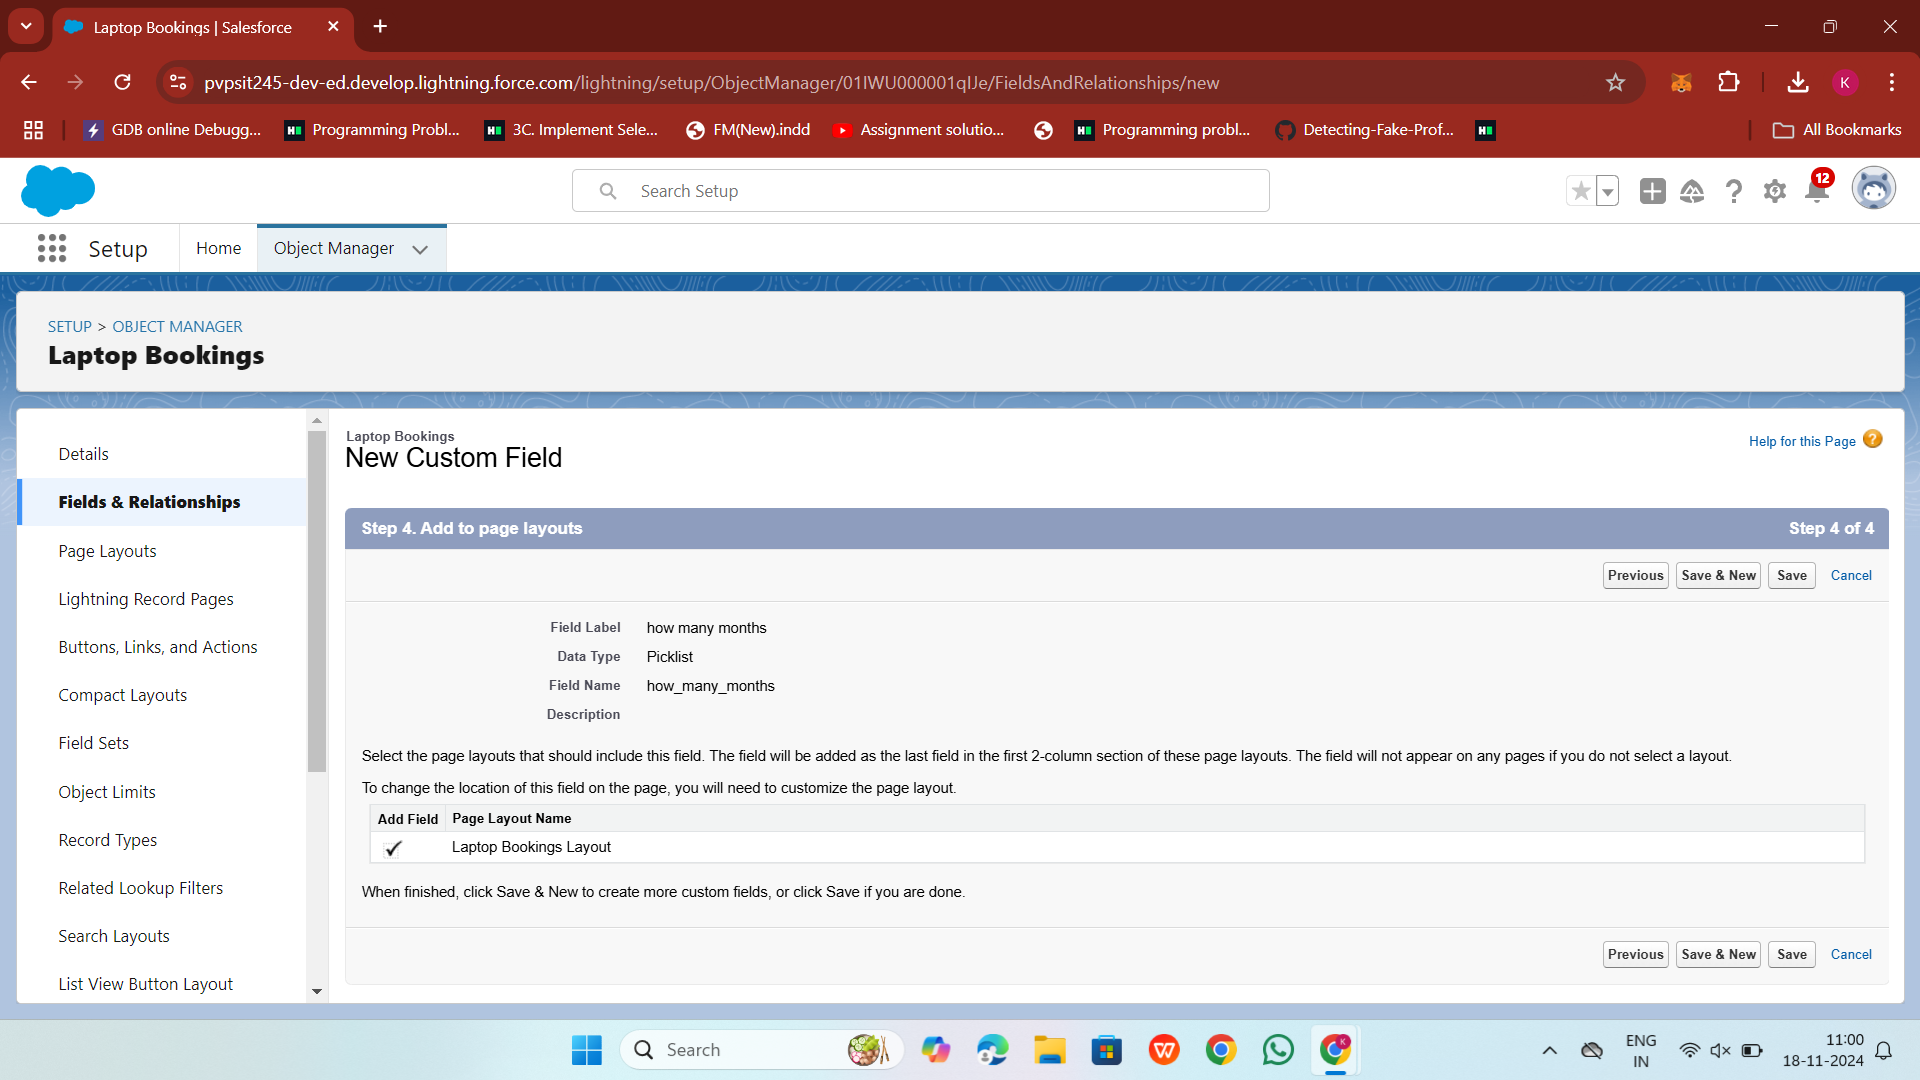 Laptop Bookings | Salesforce
pvpsit245-dev-ed.develop.lightning.force.com/lightning/setup/ObjectManager/01IWU000001qIJe/FieldsAndRelationships/new
K
GDB online Debugg...
Programming Probl...
3C. Implement Sele...
FM(New).indd
Assignment solutio...
Programming probl...
Detecting-Fake-Prof...
All Bookmarks
Search Setup
12
Setup
Home
Object Manager
SETUP > OBJECT MANAGER
Laptop Bookings
Details
Fields & Relationships
Page Layouts
Lightning Record Pages
Buttons, Links, and Actions
Compact Layouts
Field Sets
Object Limits
Record Types
Related Lookup Filters
Search Layouts
List View Button Layout
Laptop Bookings
New Custom Field
Help for this Page
Step 4. Add to page layouts
Step 4 of 4
Previous
Save & New
Save
Cancel
Field Label how many months
Data Type Picklist
Field Name how_many_months
Description
Select the page layouts that should include this field. The field will be added as the last field in the first 2-column section of these page layouts. The field will not appear on any pages if you do not select a layout.
To change the location of this field on the page, you will need to customize the page layout.
Add Field Page Layout Name
Laptop Bookings Layout
When finished, click Save & New to create more custom fields, or click Save if you are done.
Previous
Save & New
Save
Cancel
Search
ENG
IN
11:00
18-11-2024